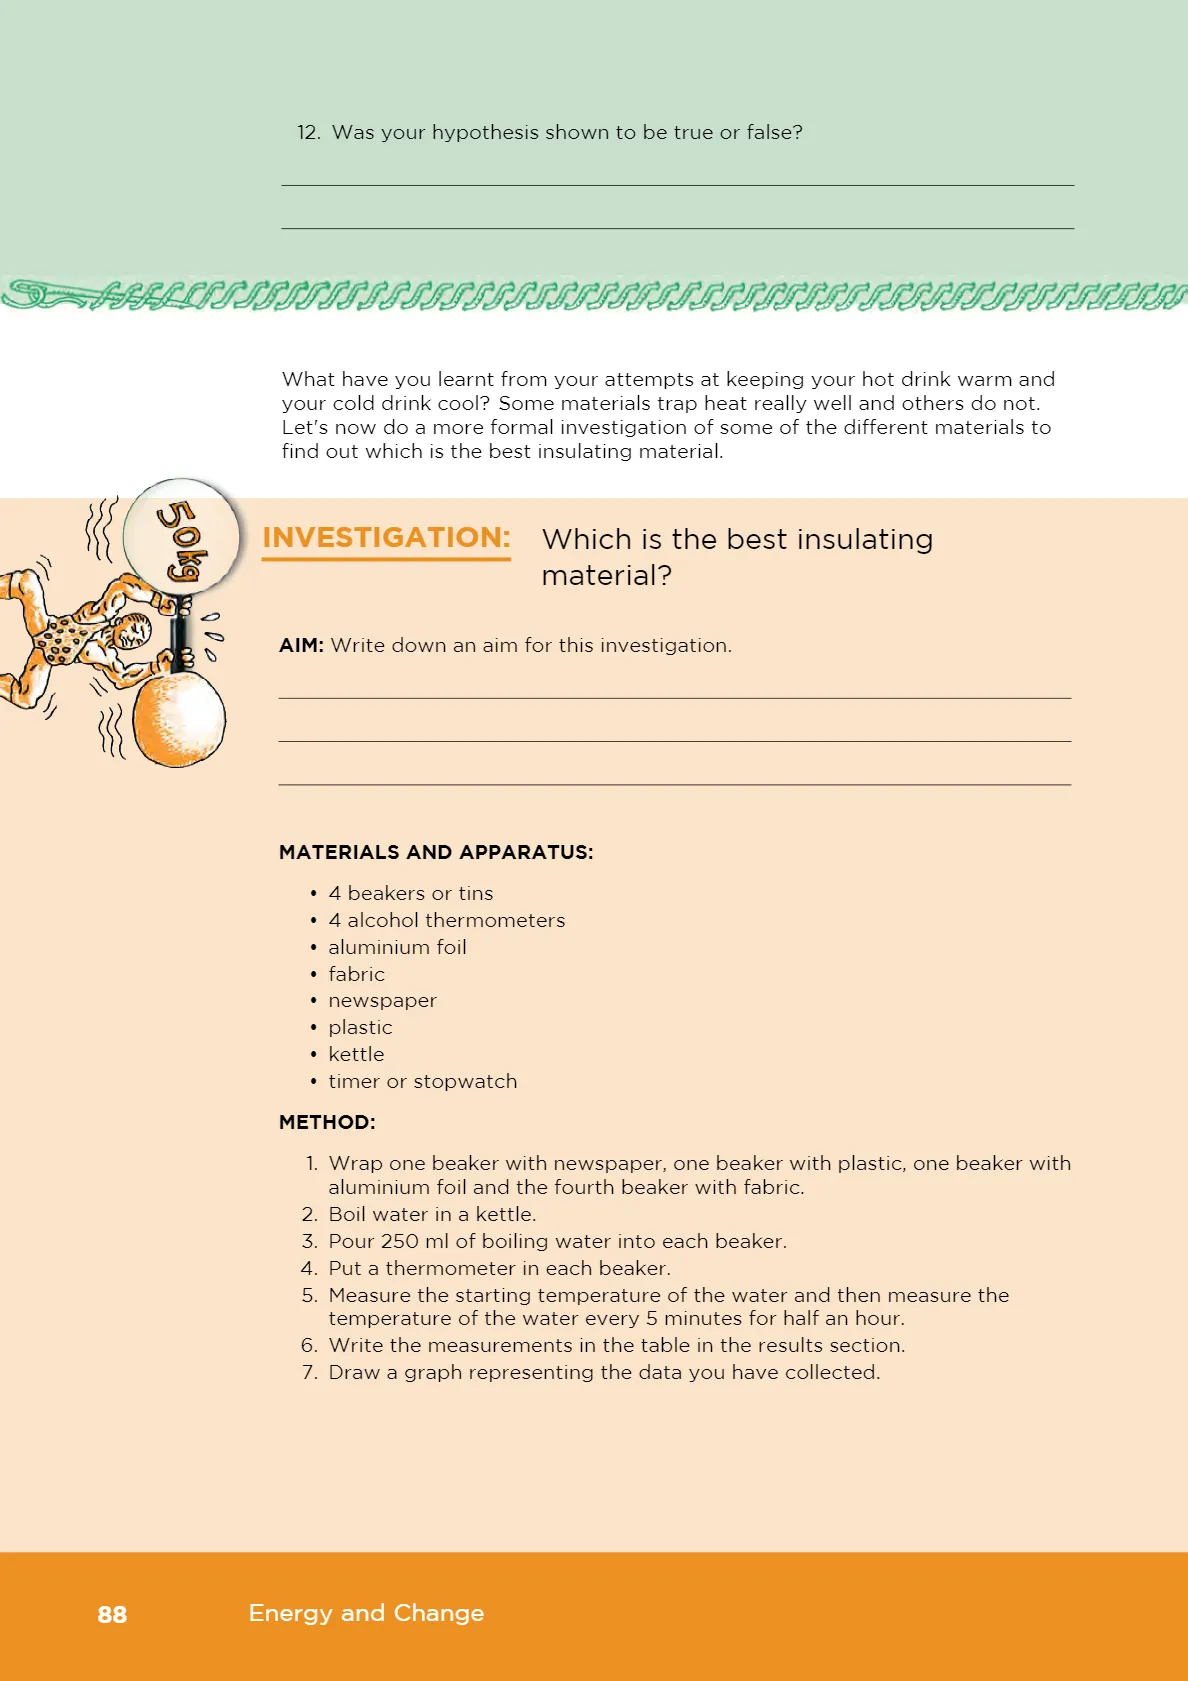 12. Was your hypothesis shown to be true or false?
What have you learnt from your attempts at keeping your hot drink warm and
your cold drink cool? Some materials trap heat really well and others do not.
Let's now do a more formal investigation of some of the different materials to
find out which is the best insulating material.
50kg
INVESTIGATION: Which is the best insulating
material?
AIM: Write down an aim for this investigation.
MATERIALS AND APPARATUS:
• 4 beakers or tins
• 4 alcohol thermometers
• aluminium foil
• fabric
• newspaper
• plastic
• kettle
• timer or stopwatch
METHOD:
1. Wrap one beaker with newspaper, one beaker with plastic, one beaker with
aluminium foil and the fourth beaker with fabric.
2. Boil water in a kettle.
3. Pour 250 ml of boiling water into each beaker.
4. Put a thermometer in each beaker.
5. Measure the starting temperature of the water and then measure the
temperature of the water every 5 minutes for half an hour.
6. Write the measurements in the table in the results section.
7. Draw a graph representing the data you have collected.
88 Energy and Change